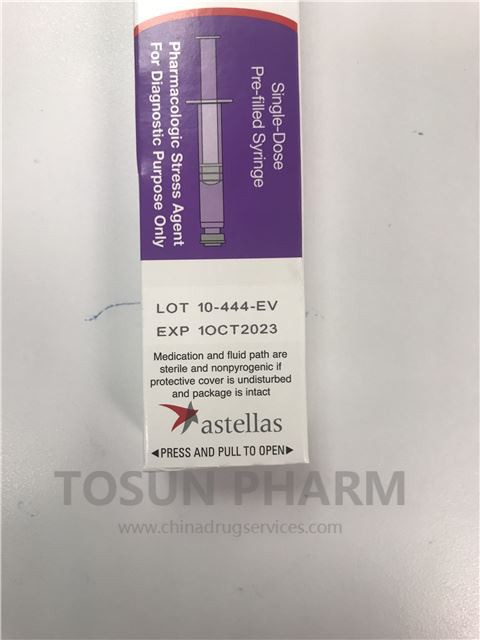 Single-Dose
Pre-filled Syringe
Pharmacologic Stress Agent
For Diagnostic Purpose Only
LOT 10-444-EV
EXP 1OCT2023
Medication and fluid path are
sterile and nonpyrogenic if
protective cover is undisturbed
and package is intact
astellas
◄PRESS AND PULL TO OPEN►
TOSUN PHARM
www.chinadrugservices.com